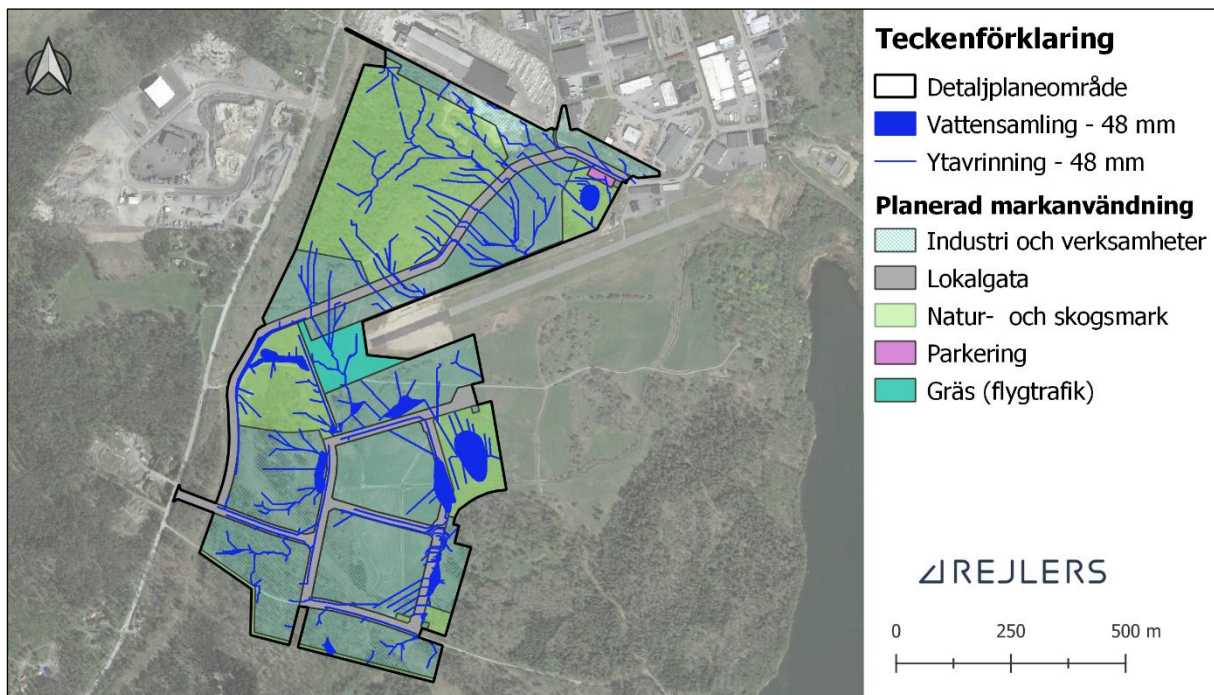 Teckenförklaring
Detaljplaneområde
Vattensamling - 48 mm
Ytavrinning - 48 mm
Planerad markanvändning
Industri och verksamheter
Lokalgata
Natur- och skogsmark
Parkering
Gräs (flygtrafik)
REJLERS
0 250 500 m